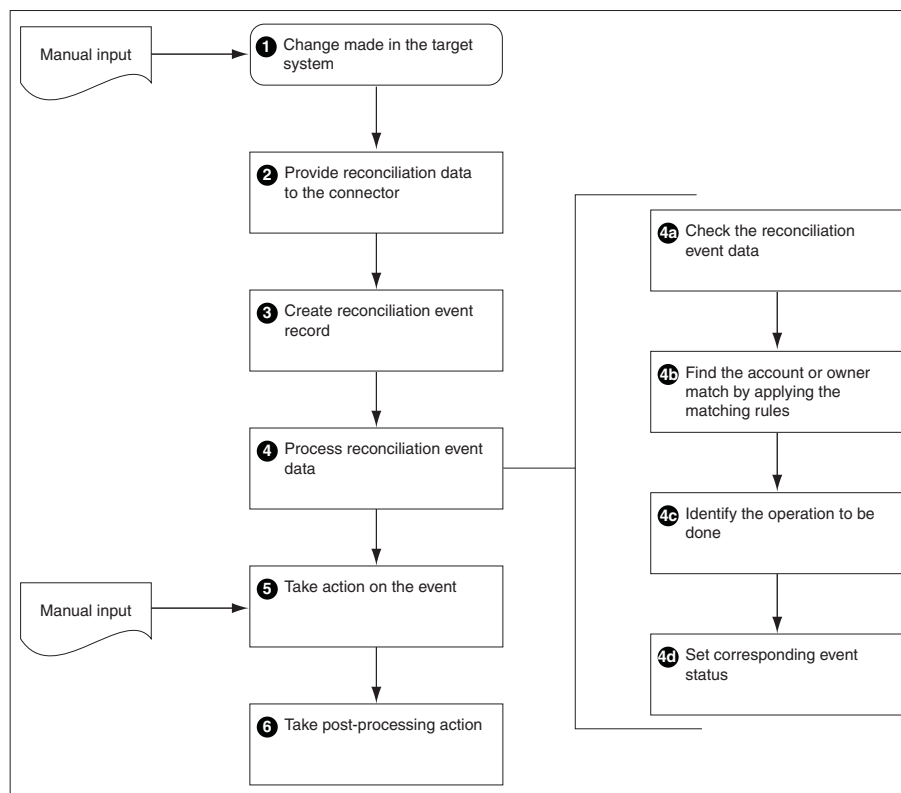 Manual input
1 Change made in the target
system
2 Provide reconciliation data
to the connector
3 Create reconciliation event
record
4 Process reconciliation event
data
Manual input
5 Take action on the event
6 Take post-processing action
4a Check the reconciliation
event data
4b Find the account or owner
match by applying the
matching rules
4c Identify the operation to be
done
4d Set corresponding event
status